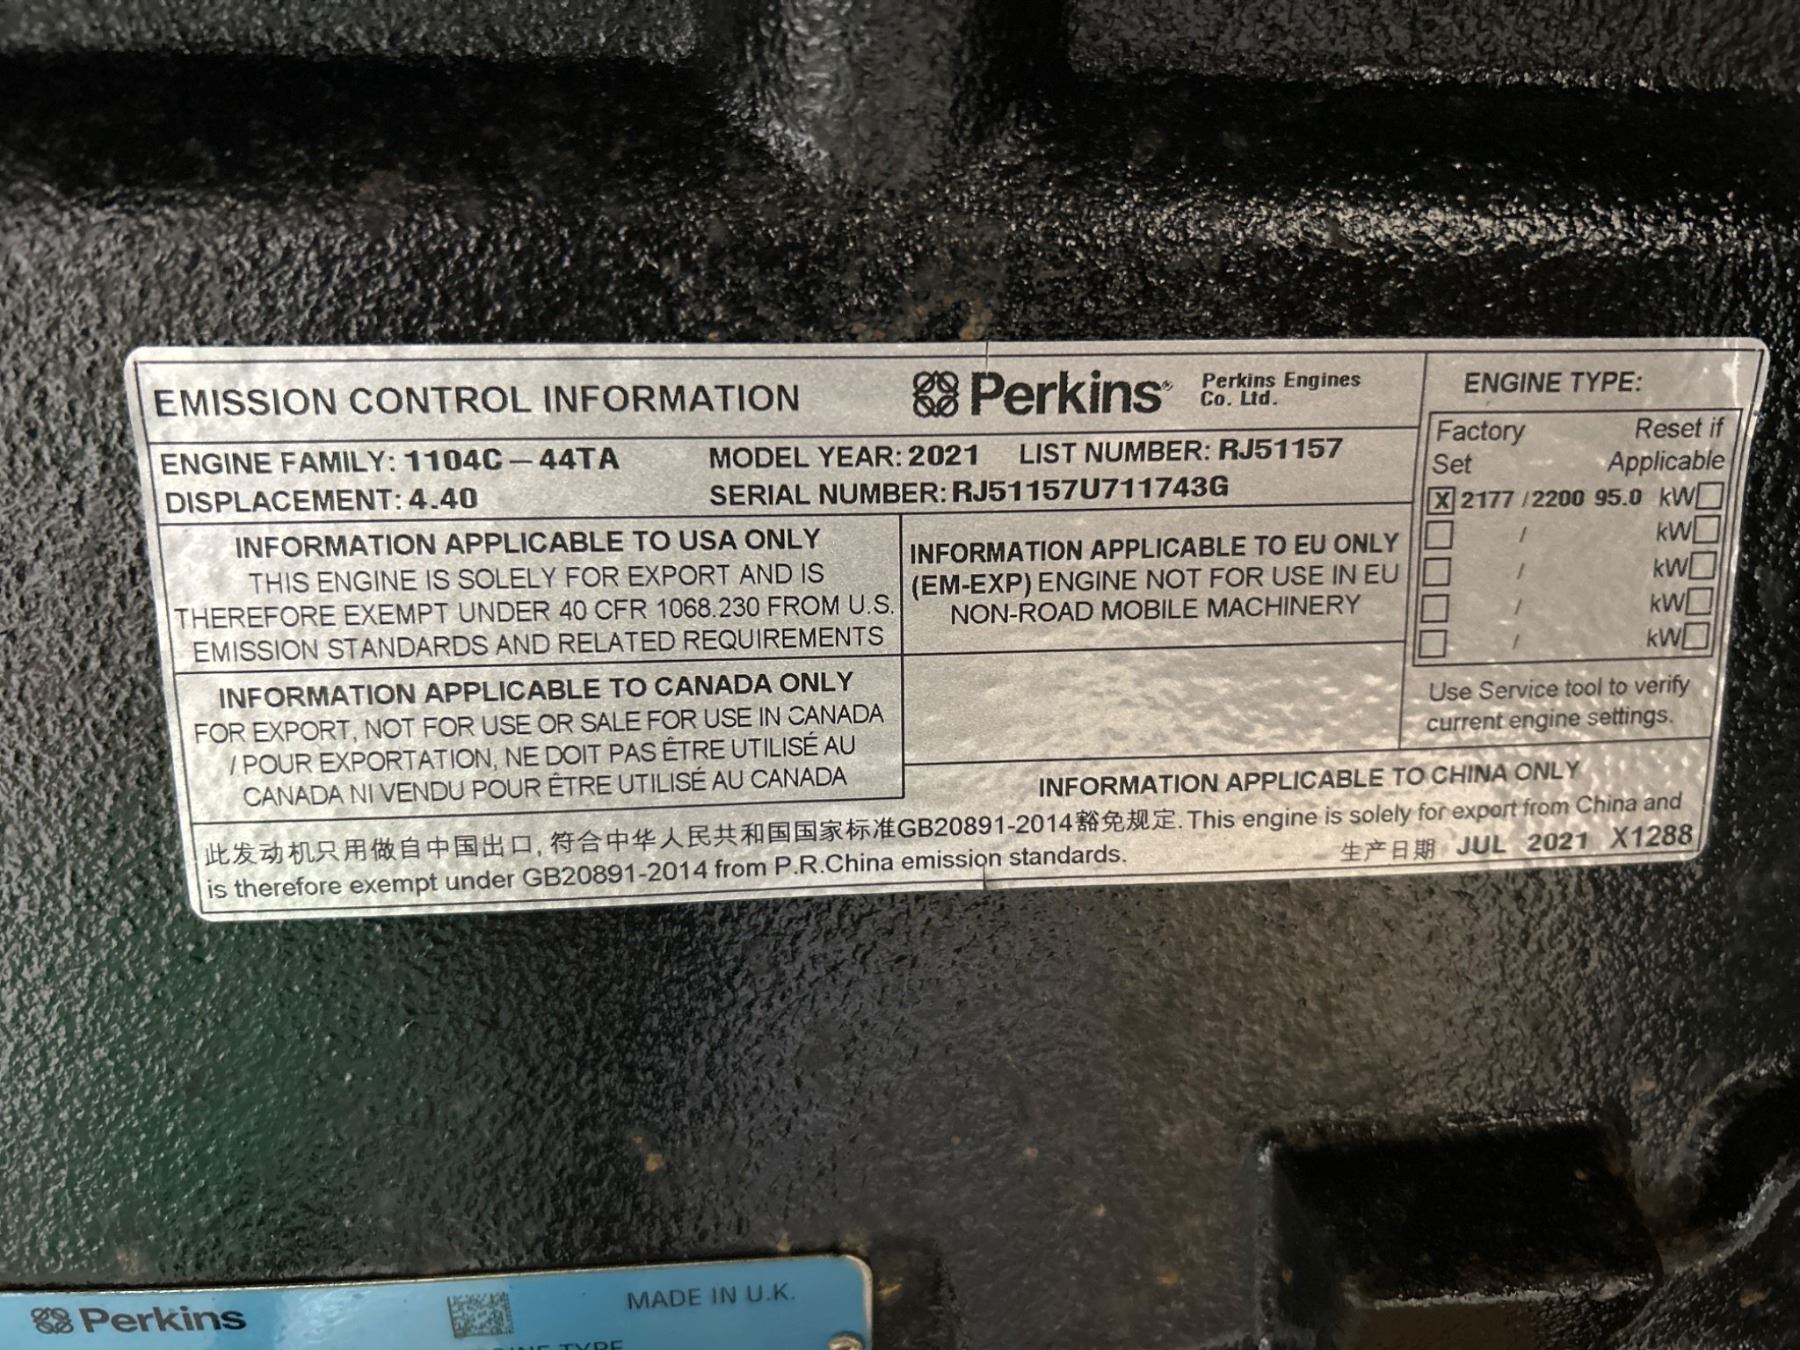 EMISSION CONTROL INFORMATION
Perkins
Perkins Engines
Co. Ltd.
ENGINE FAMILY: 1104C – 44TA
MODEL YEAR: 2021 LIST NUMBER: RJ51157
DISPLACEMENT: 4.40
SERIAL NUMBER: RJ51157U711743G
ENGINE TYPE:
Factory
Set
Reset if
Applicable
X 2177 / 2200 95.0 kW
/ kW
/ kW
/ kW
/ kW
Use Service tool to verify
current engine settings.
INFORMATION APPLICABLE TO USA ONLY
THIS ENGINE IS SOLELY FOR EXPORT AND IS
THEREFORE EXEMPT UNDER 40 CFR 1068.230 FROM U.S.
EMISSION STANDARDS AND RELATED REQUIREMENTS
INFORMATION APPLICABLE TO EU ONLY
(EM-EXP) ENGINE NOT FOR USE IN EU
NON-ROAD MOBILE MACHINERY
INFORMATION APPLICABLE TO CANADA ONLY
FOR EXPORT, NOT FOR USE OR SALE FOR USE IN CANADA
/ POUR EXPORTATION, NE DOIT PAS ÊTRE UTILISÉ AU
CANADA NI VENDU POUR ÊTRE UTILISÉ AU CANADA
INFORMATION APPLICABLE TO CHINA ONLY
此发动机只用做自中国出口, 符合中华人民共和国国家标准GB20891-2014豁免规定. This engine is solely for export from China and
is therefore exempt under GB20891-2014 from P.R.China emission standards.
生产日期 JUL 2021 X1288
Perkins
MADE IN U.K.
TYPE